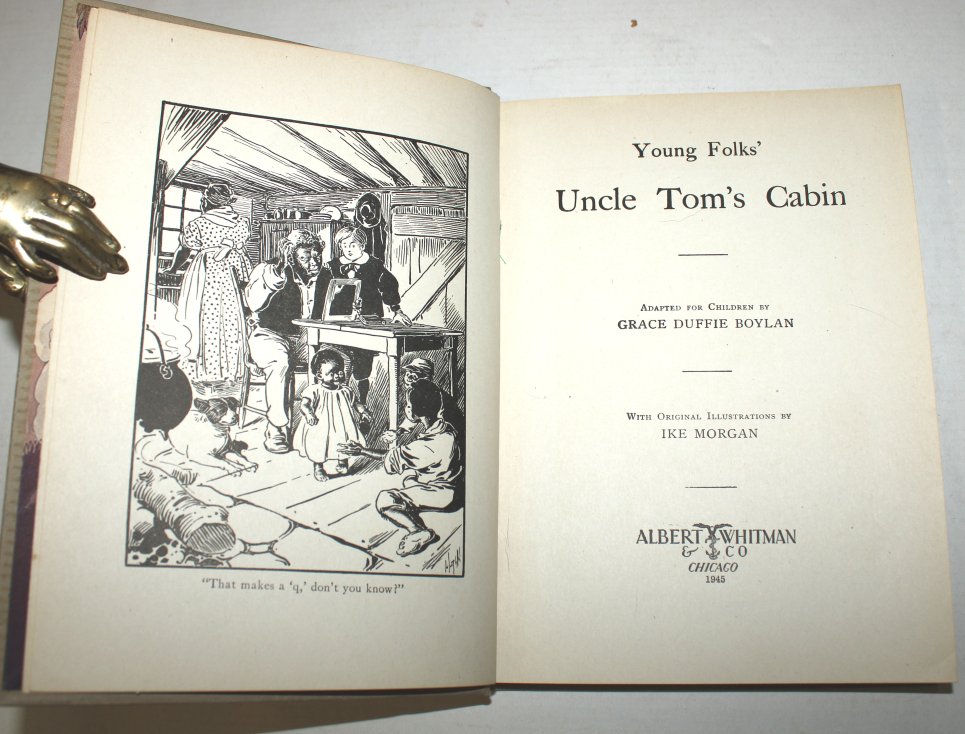 "That makes a 'q,' don't you know?"
Young Folks'
Uncle Tom's Cabin
Adapted for Children by
GRACE DUFFIE BOYLAN
With Original Illustrations by
IKE MORGAN
ALBERT WHITMAN
& CO
CHICAGO
1945